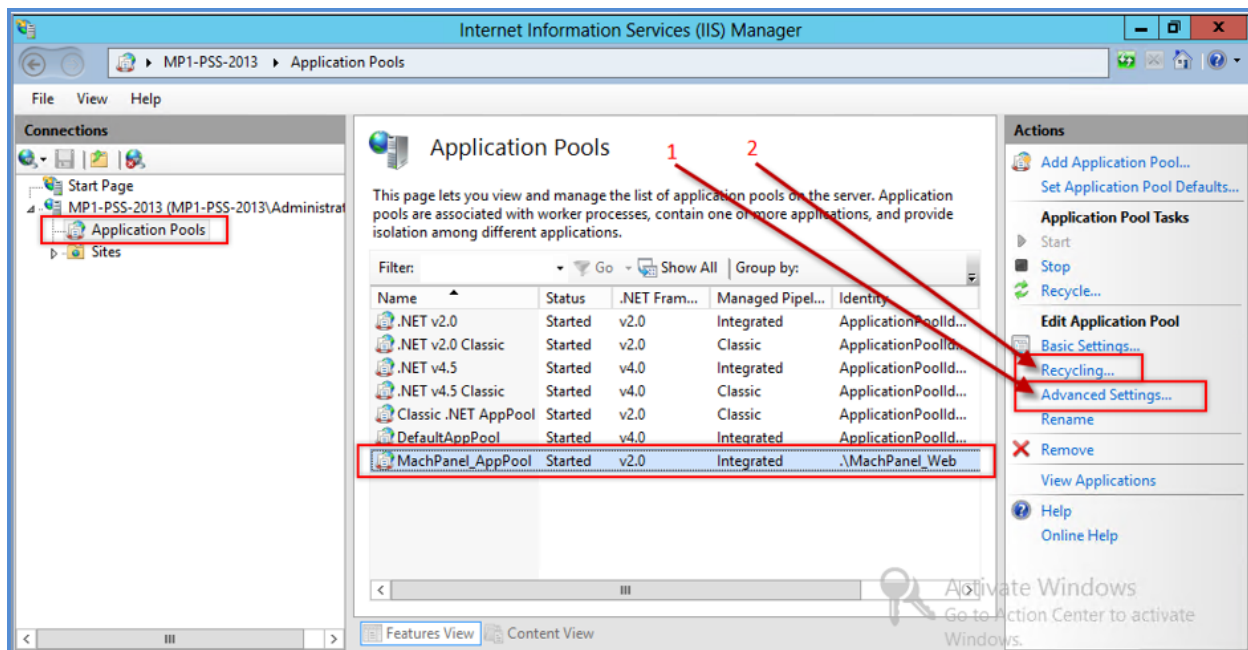 Internet Information Services (IIS) Manager
MP1-PSS-2013 Application Pools
File View Help
Connections
Start Page
MP1-PSS-2013 (MP1-PSS-2013\Administrat
Application Pools
Sites
Application Pools
1 2
This page lets you view and manage the list of application pools on the server. Application
pools are associated with worker processes, contain one or more applications, and provide
isolation among different applications.
Filter: Go Show All Group by:
Name Status .NET Fram... Managed Pipel... Identity
.NET v2.0 Started v2.0 Integrated ApplicationPoolId...
.NET v2.0 Classic Started v2.0 Classic ApplicationPoolId...
.NET v4.5 Started v4.0 Integrated ApplicationPoolId...
.NET v4.5 Classic Started v4.0 Classic ApplicationPoolId...
Classic .NET AppPool Started v2.0 Classic ApplicationPoolId...
DefaultAppPool Started v4.0 Integrated ApplicationPoolId...
MachPanel_AppPool Started v2.0 Integrated .\MachPanel_Web
Features View Content View
Actions
Add Application Pool...
Set Application Pool Defaults...
Application Pool Tasks
Start
Stop
Recycle...
Edit Application Pool
Basic Settings...
Recycling...
Advanced Settings...
Rename
Remove
View Applications
Help
Online Help
Activate Windows
Go to Action Center to activate
Windows.